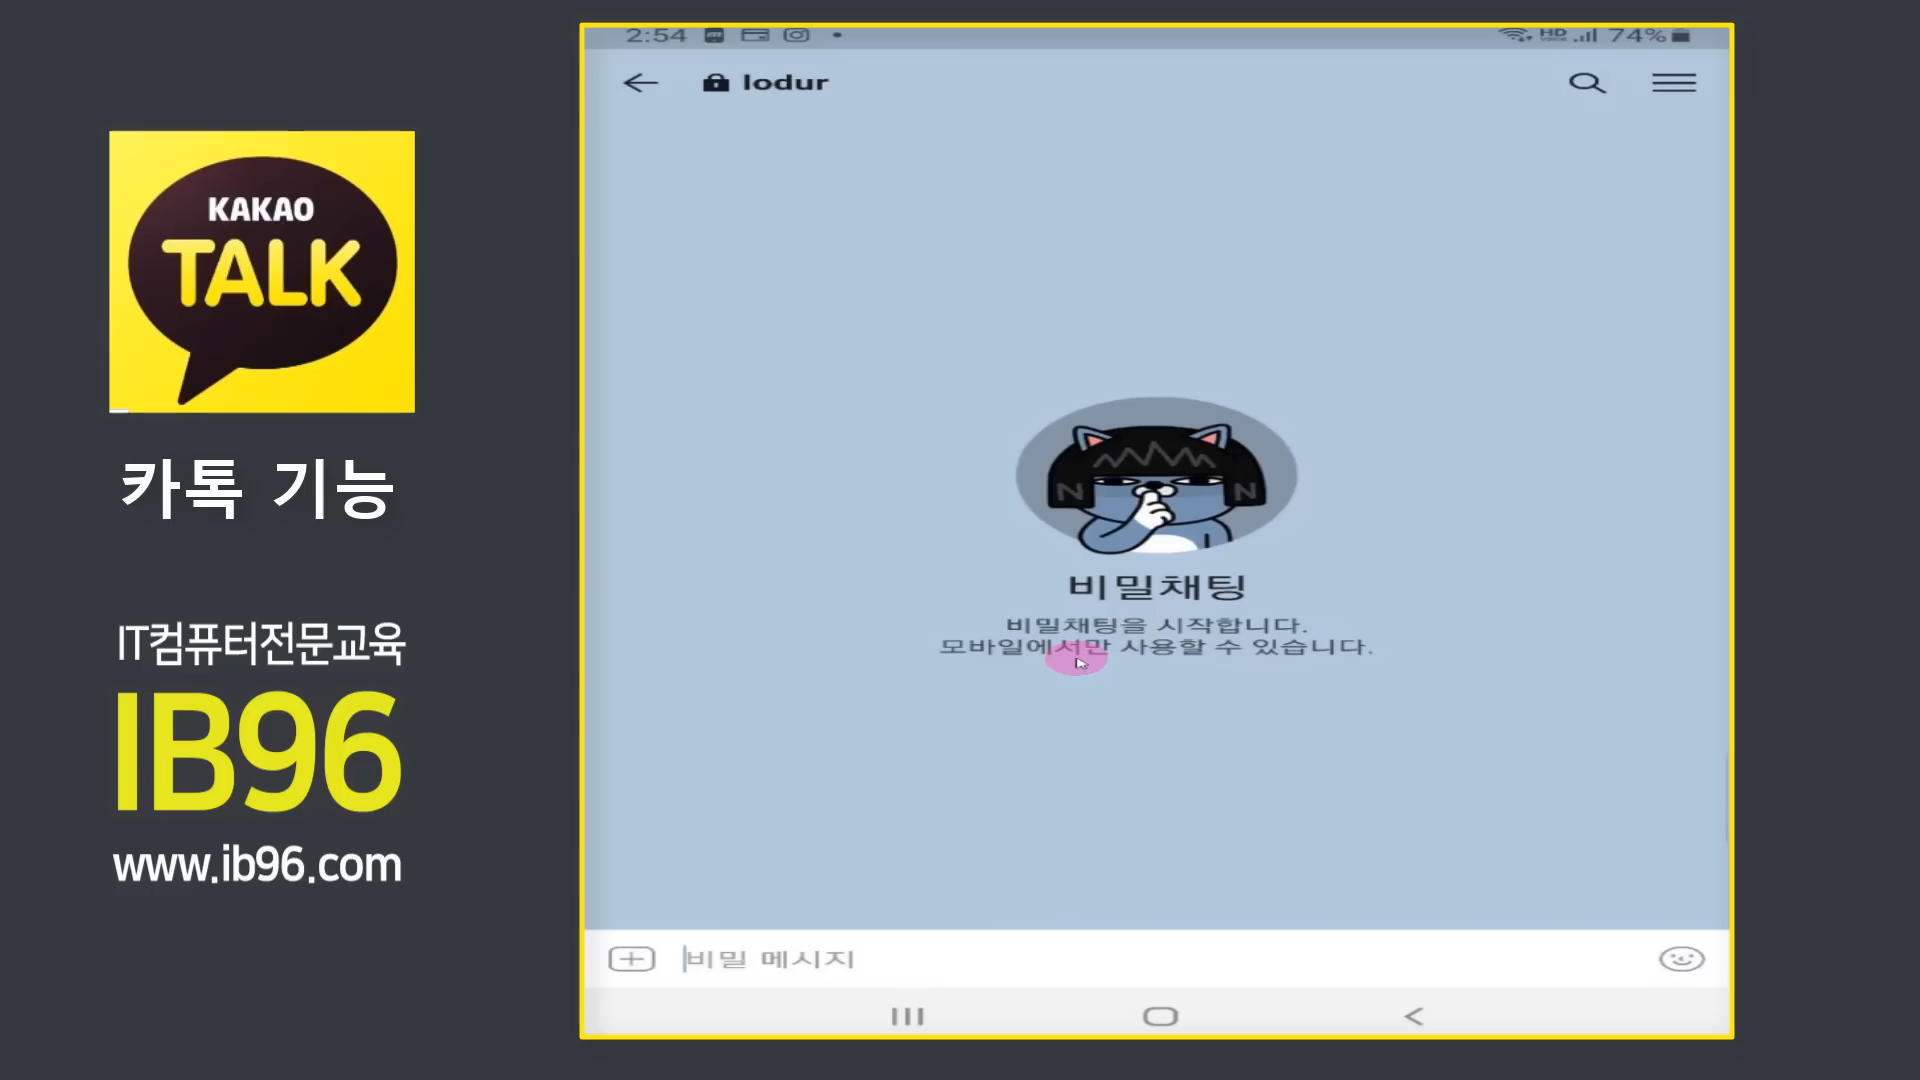 KAKAO
TALK
카톡 기능
IT컴퓨터전문교육
IB96
www.ib96.com
2:54
HD
74%
lodur
N N
비밀채팅
비밀채팅을 시작합니다.
모바일에서만 사용할 수 있습니다.
비밀 메시지